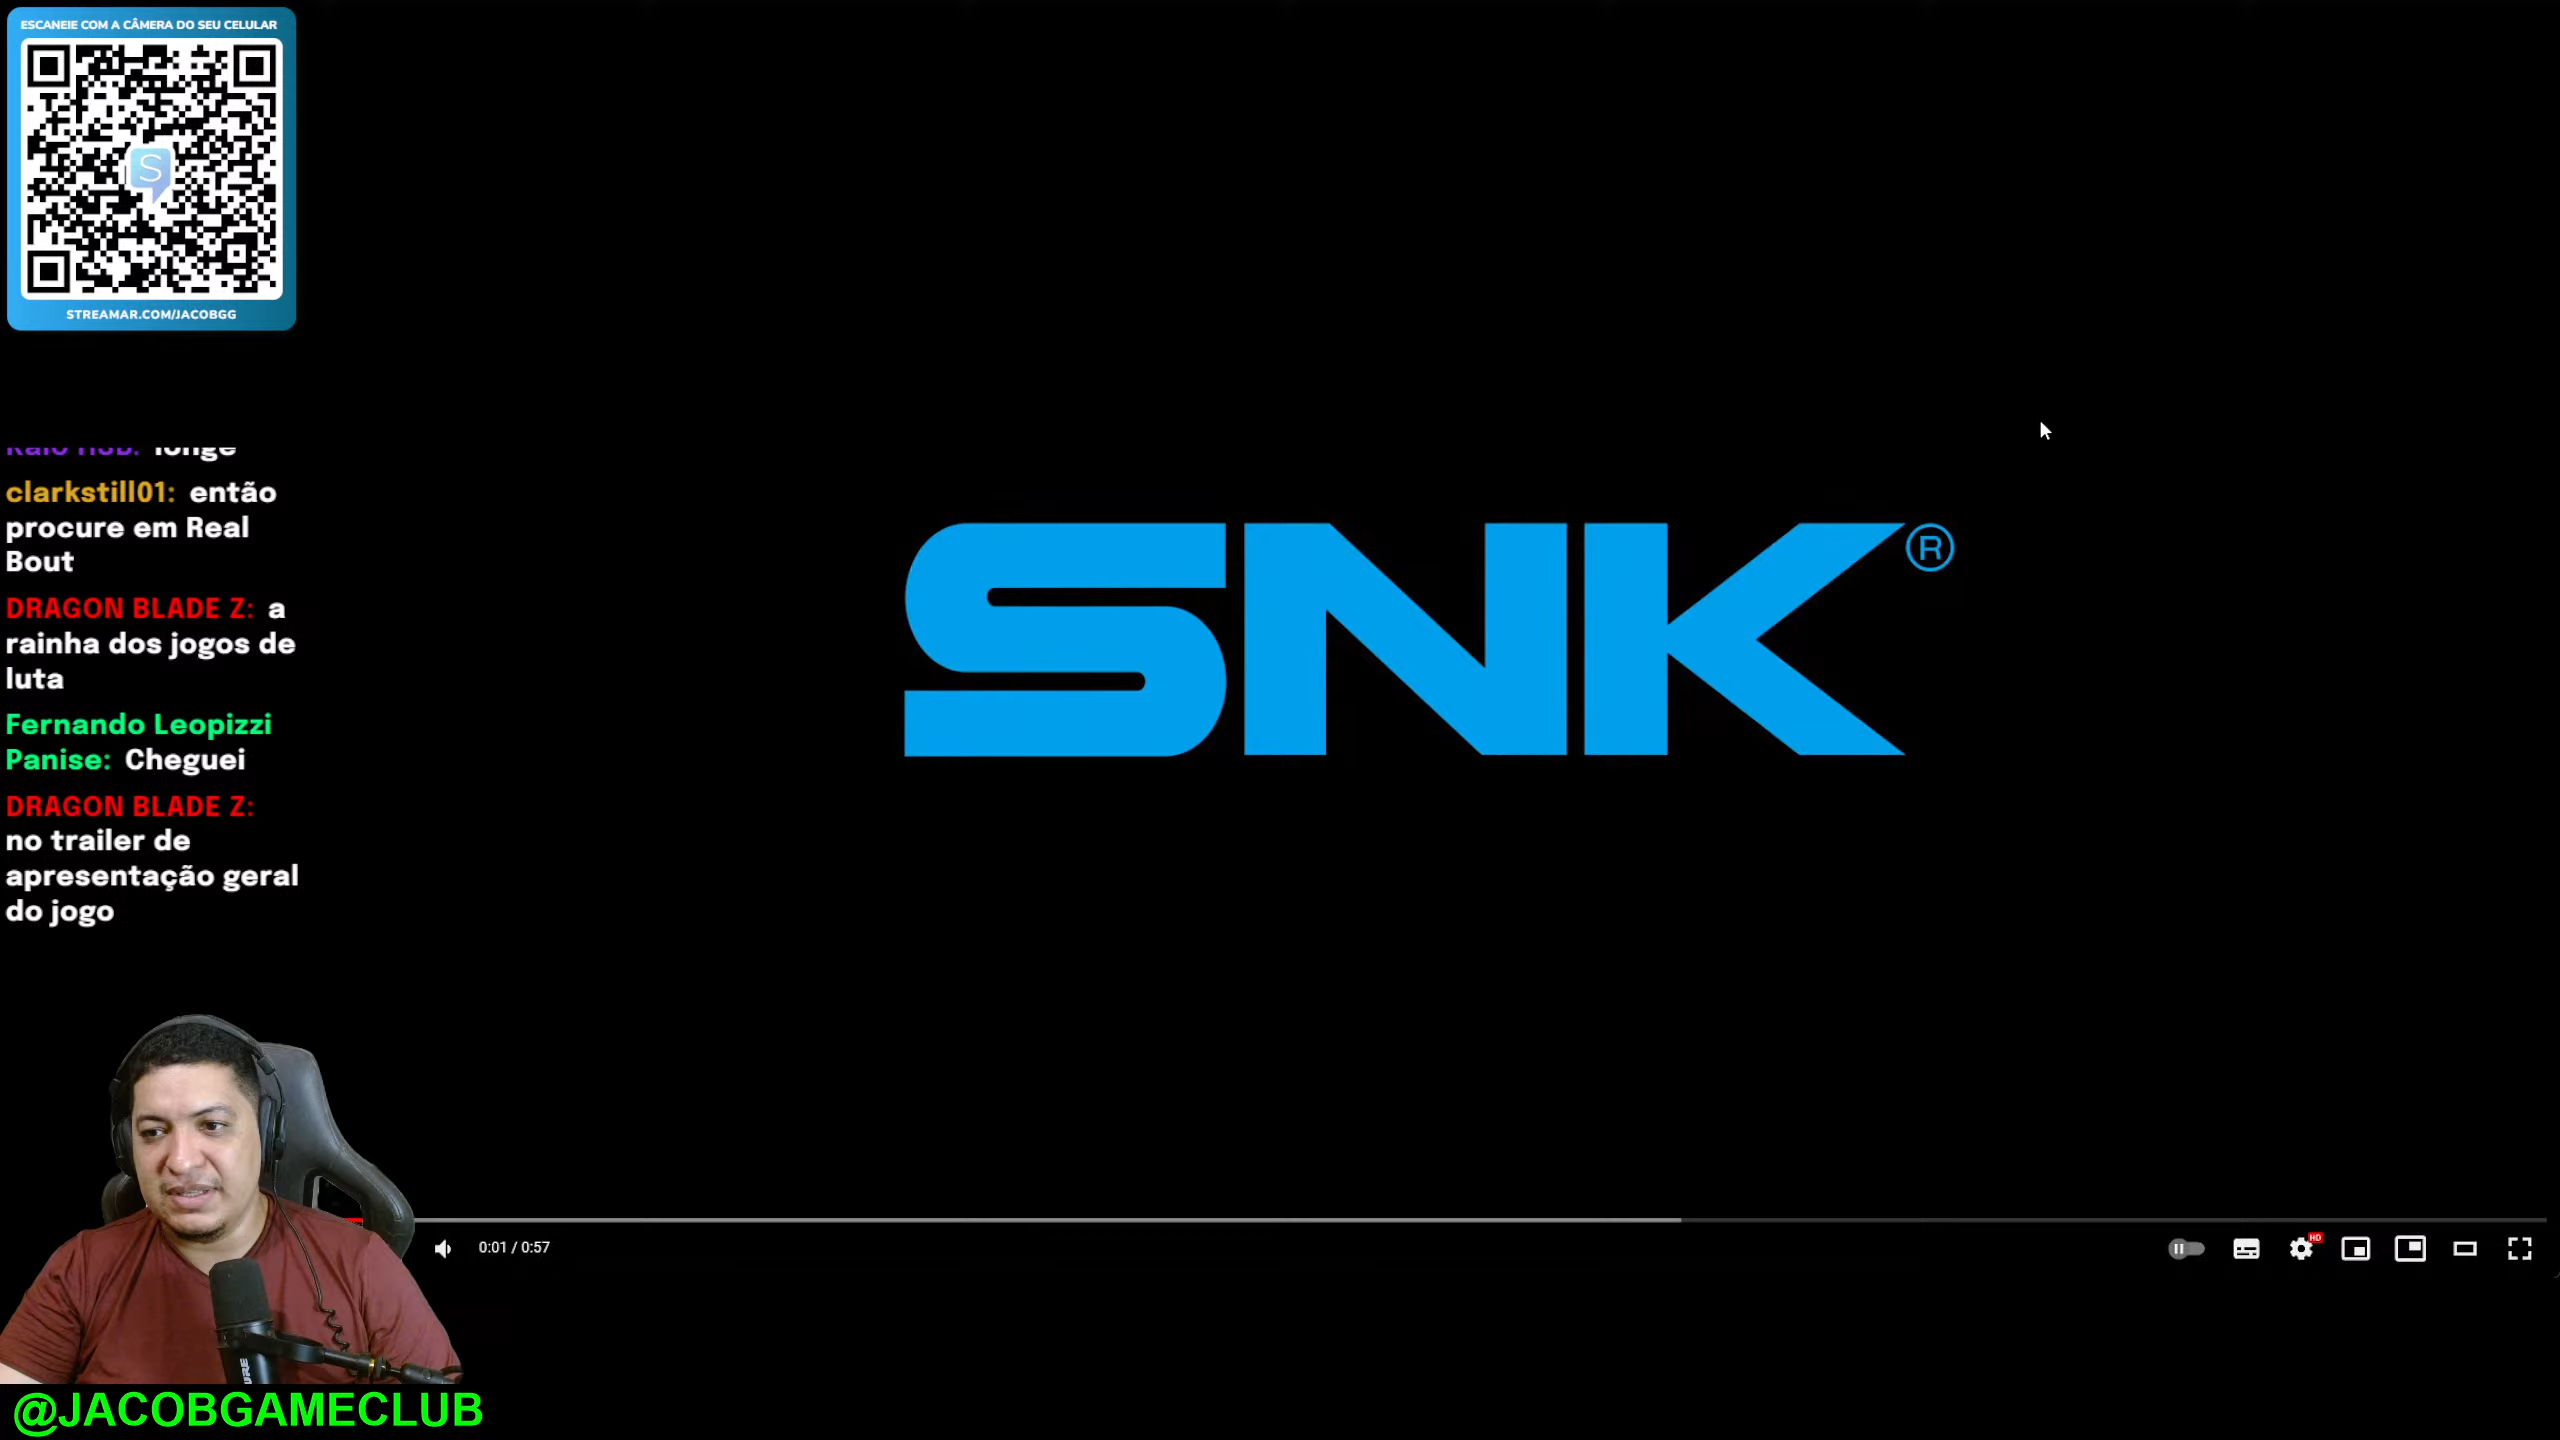 ESCANEIE COM A CÂMERA DO SEU CELULAR
S
STREAMAR.COM/JACOBGG
longe
clarkstill01: então
procure em Real
Bout
DRAGON BLADE Z: a
rainha dos jogos de
luta
Fernando Leopizzi
Panise: Cheguei
DRAGON BLADE Z:
no trailer de
apresentação geral
do jogo
SNK®
0:01 / 0:57
HD
@JACOBGAMECLUB